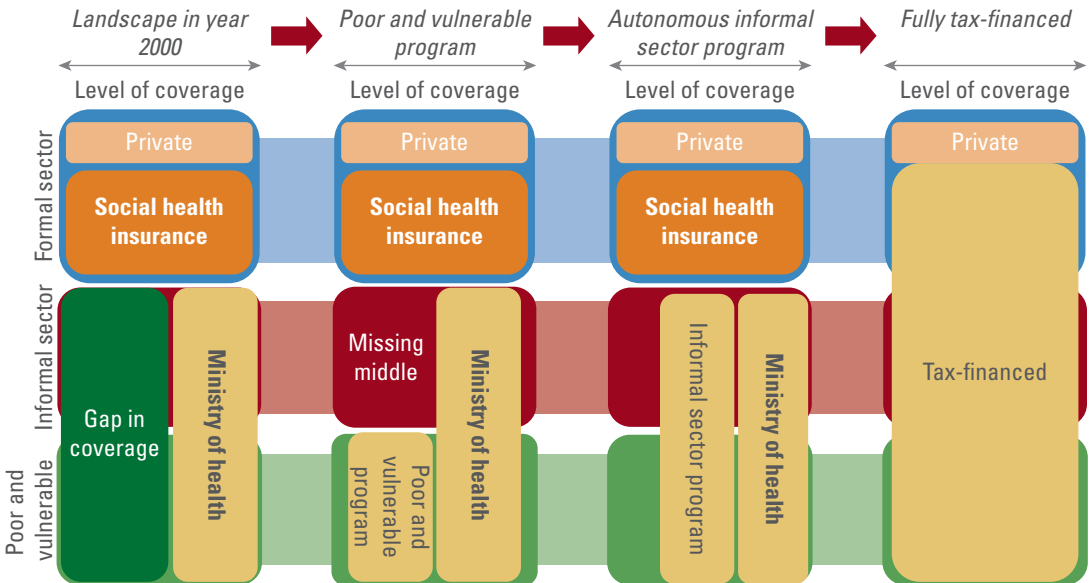 Landscape in year
2000
Poor and vulnerable
program
Autonomous informal
sector program
Fully tax-financed
Level of coverage
Level of coverage
Level of coverage
Level of coverage
Formal sector
Private
Private
Private
Private
Social health
insurance
Social health
insurance
Social health
insurance
Informal sector
Gap in
coverage
Ministry of health
Missing
middle
Ministry of health
Informal sector program
Ministry of health
Tax-financed
Poor and
vulnerable
Poor and
vulnerable
program